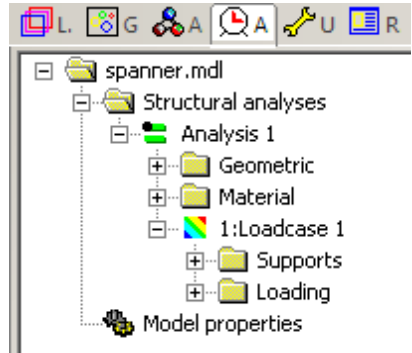 L. G A A U R
spanner.mdl
Structural analyses
Analysis 1
Geometric
Material
1:Loadcase 1
Supports
Loading
Model properties